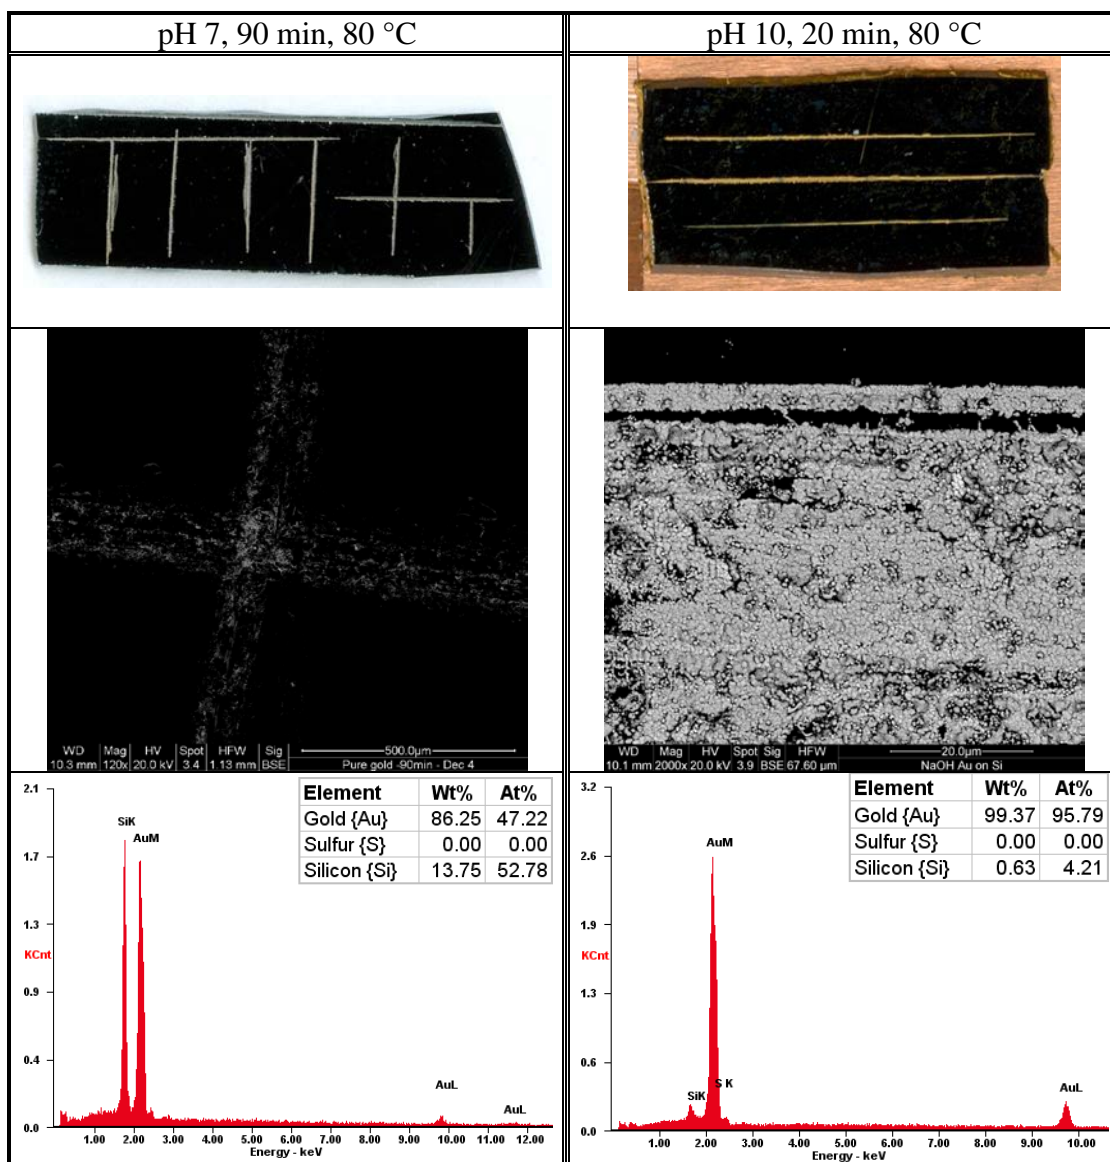 pH 7, 90 min, 80 °C
pH 10, 20 min, 80 °C
WD Mag HV Spot HFW Sig 500.0µm
10.3 mm 120x 20.0 kV 3.4 1.13 mm BSE Pure gold -90min - Dec 4
WD Mag HV Spot Sig HFW 20.0µm
10.1 mm 2000x 20.0 kV 3.9 BSE 67.60 µm NaOH Au on Si
2.1
1.7
1.3
KCnt
0.9
0.4
0.0
SiK
AuM
AuL
AuL
Element Wt% At%
Gold {Au} 86.25 47.22
Sulfur {S} 0.00 0.00
Silicon {Si} 13.75 52.78
1.00 2.00 3.00 4.00 5.00 6.00 7.00 8.00 9.00 10.00 11.00 12.00
Energy - keV
3.2
2.6
1.9
KCnt
1.3
0.6
0.0
AuM
SiK
S K
AuL
Element Wt% At%
Gold {Au} 99.37 95.79
Sulfur {S} 0.00 0.00
Silicon {Si} 0.63 4.21
1.00 2.00 3.00 4.00 5.00 6.00 7.00 8.00 9.00 10.00
Energy - keV